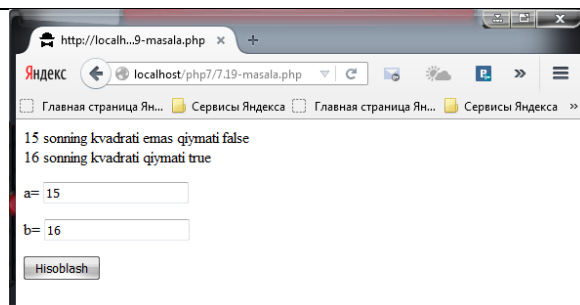 http://localh...9-masala.php × +
Яндекс localhost/php7/7.19-masala.php »
Главная страница Ян... Сервисы Яндекса Главная страница Ян... Сервисы Яндекса »
15 sonning kvadrati emas qiymati false
16 sonning kvadrati qiymati true
a= 15
b= 16
Hisoblash